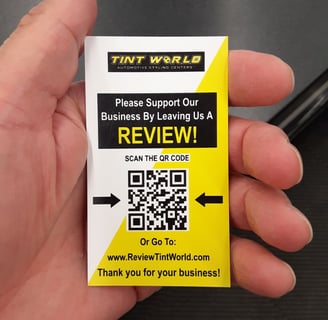 TINT WORLD
AUTOMOTIVE STYLING CENTERS
Please Support Our
Business By Leaving Us A
REVIEW!
SCAN THE QR CODE
Or Go To:
www.ReviewTintWorld.com
Thank you for your business!